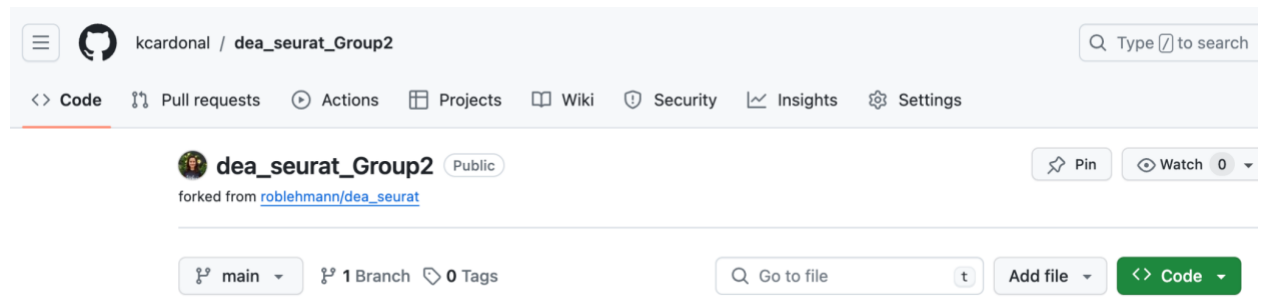 kcardonal / dea_seurat_Group2 Type / to search
<> Code Pull requests Actions Projects Wiki Security Insights Settings
dea_seurat_Group2 Public Pin Watch 0
forked from roblehmann/dea_seurat
main 1 Branch 0 Tags Go to file t Add file <> Code